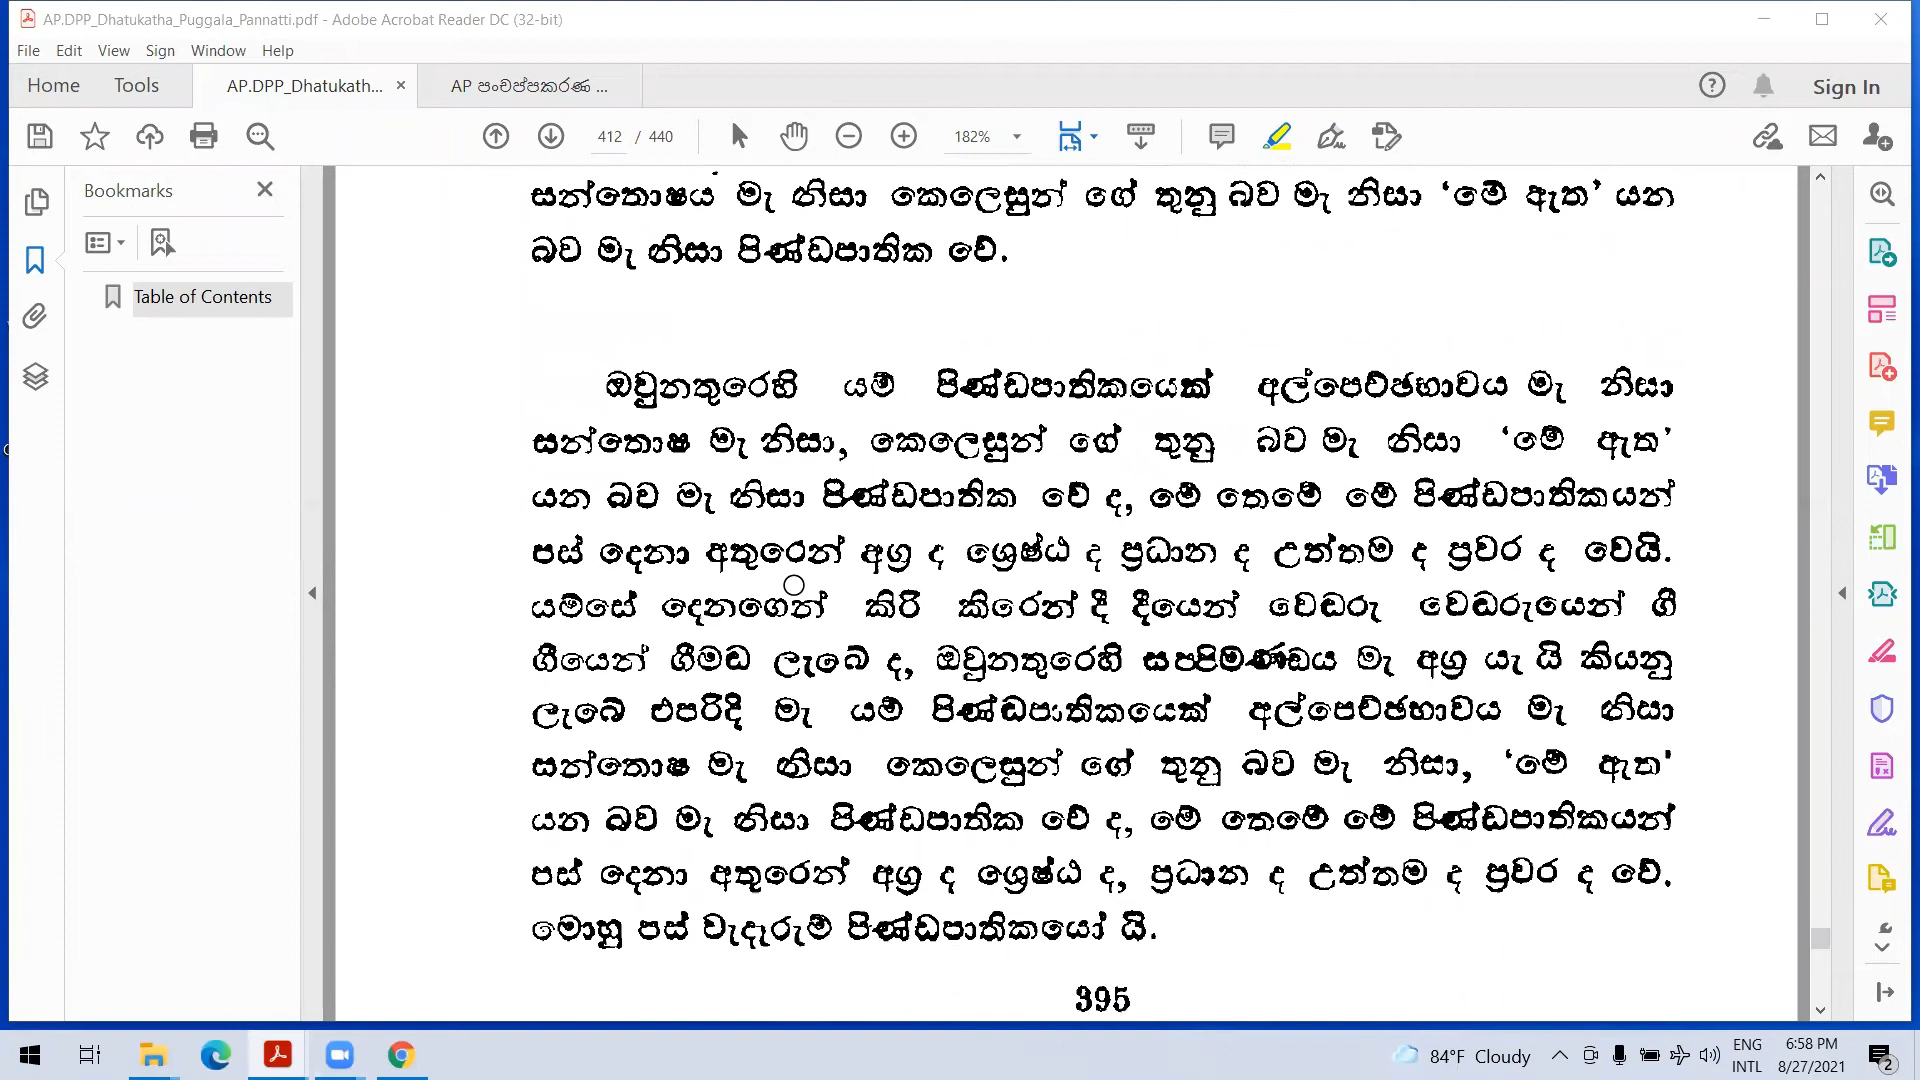 AP.DPP_Dhatukatha_Puggala_Pannatti.pdf - Adobe Acrobat Reader DC (32-bit)
File Edit View Sign Window Help
Home Tools AP.DPP_Dhatukath... × AP පංචප්පකරණ ... Sign In
412 / 440 182%
Bookmarks
Table of Contents
සන්තොෂය මැ නිසා කෙලෙසුන් ගේ තුනු බව මැ නිසා ‘මේ ඇත’ යන
බව මැ නිසා පිණ්ඩපාතික වේ.
ඔවුනතුරෙහි යම් පිණ්ඩපාතිකයෙක් අල්පෙච්ඡභාවය මැ නිසා
සන්තොෂ මැ නිසා, කෙලෙසුන් ගේ තුනු බව මැ නිසා ‘මේ ඇත’
යන බව මැ නිසා පිණ්ඩපාතික වේ ද, මේ තෙමේ මේ පිණ්ඩපාතිකයන්
පස් දෙනා අතුරෙන් අග්‍ර ද ශ්‍රෙෂ්ඨ ද ප්‍රධාන ද උත්තම ද ප්‍රවර ද වෙයි.
යම්සේ දෙනගෙන් කිරි කිරෙන් දී දීයෙන් වෙඬරු වෙඬරුයෙන් ගී
ගීයෙන් ගීමඬ ලැබේ ද, ඔවුනතුරෙහි සප්පිමණ්ඩය මැ අග්‍ර යැ යි කියනු
ලැබේ එපරිදි මැ යම් පිණ්ඩපාතිකයෙක් අල්පෙච්ඡභාවය මැ නිසා
සන්තොෂ මැ නිසා කෙලෙසුන් ගේ තුනු බව මැ නිසා, ‘මේ ඇත’
යන බව මැ නිසා පිණ්ඩපාතික වේ ද, මේ තෙමේ මේ පිණ්ඩපාතිකයන්
පස් දෙනා අතුරෙන් අග්‍ර ද ශ්‍රෙෂ්ඨ ද, ප්‍රධාන ද උත්තම ද ප්‍රවර ද වේ.
මොහු පස් වැදෑරුම් පිණ්ඩපාතිකයෝ යි.
395
84°F Cloudy ENG 6:58 PM
INTL 8/27/2021 2